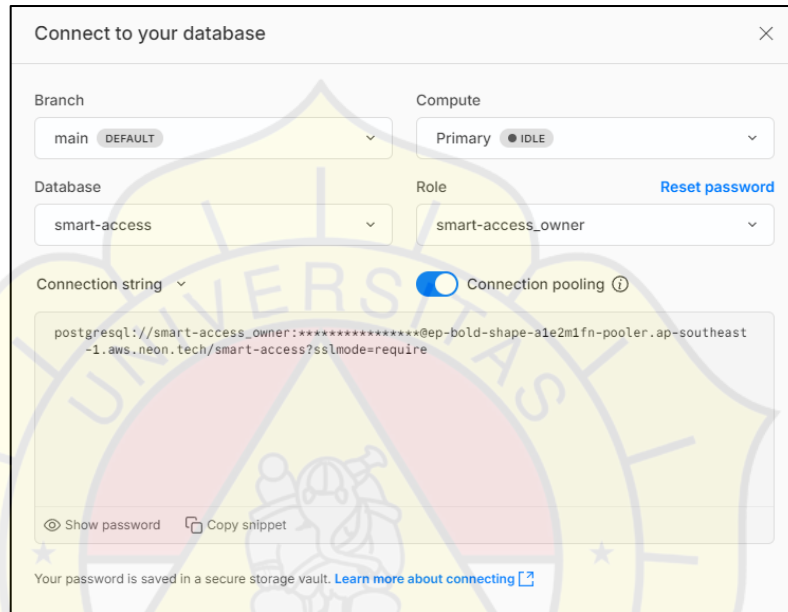 Connect to your database
Branch
Compute
main DEFAULT
Primary IDLE
Database
Role
Reset password
smart-access
smart-access_owner
Connection string
Connection pooling
postgresql://smart-access_owner:****************@ep-bold-shape-a1e2m1fn-pooler.ap-southeast
-1.aws.neon.tech/smart-access?sslmode=require
Show password
Copy snippet
Your password is saved in a secure storage vault. Learn more about connecting
UNIVERSITAS